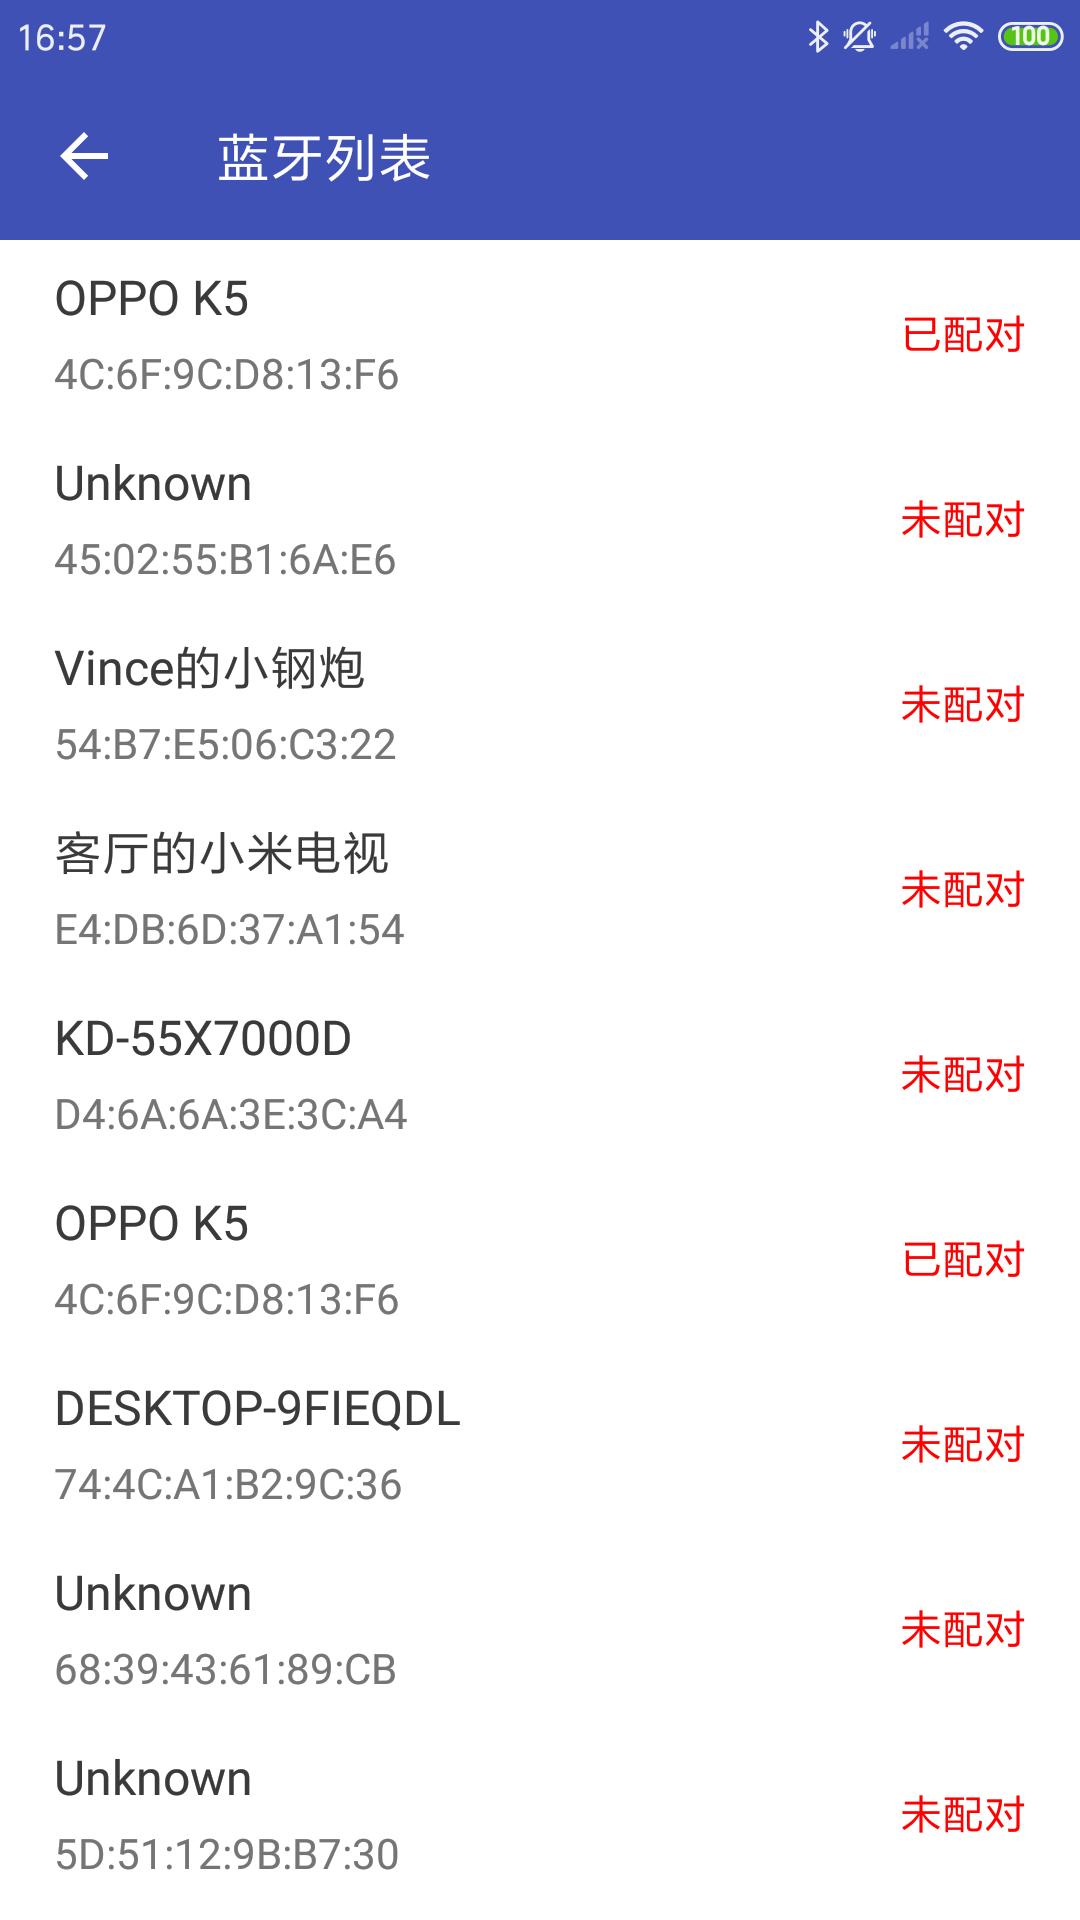 16:57
100
蓝牙列表
OPPO K5
已配对
4C:6F:9C:D8:13:F6
Unknown
未配对
45:02:55:B1:6A:E6
Vince的小钢炮
未配对
54:B7:E5:06:C3:22
客厅的小米电视
未配对
E4:DB:6D:37:A1:54
KD-55X7000D
未配对
D4:6A:6A:3E:3C:A4
OPPO K5
已配对
4C:6F:9C:D8:13:F6
DESKTOP-9FIEQDL
未配对
74:4C:A1:B2:9C:36
Unknown
未配对
68:39:43:61:89:CB
Unknown
未配对
5D:51:12:9B:B7:30